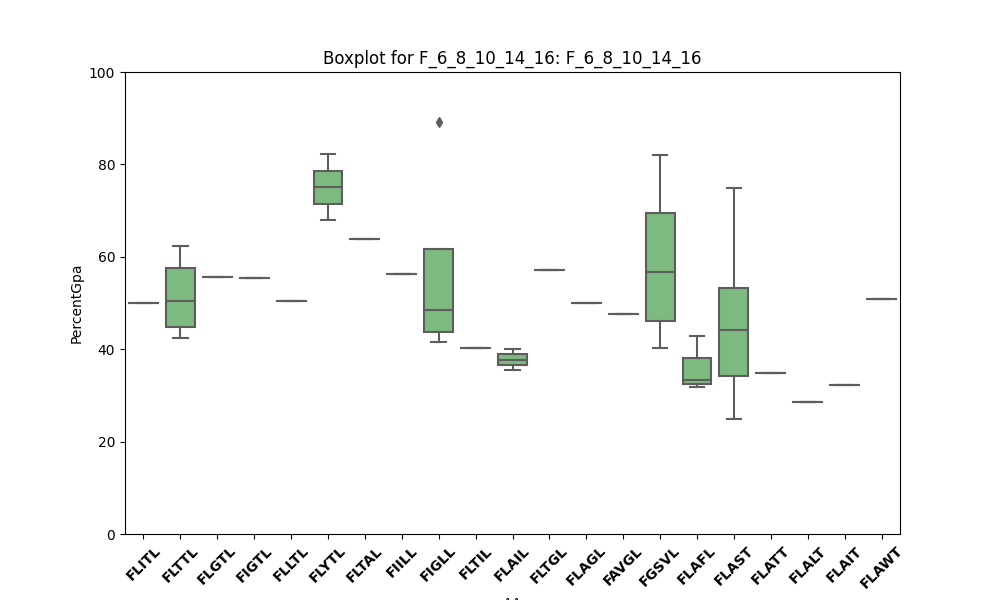 Boxplot for F_6_8_10_14_16: F_6_8_10_14_16
100
80
60
40
20
0
PercentGpa
FLITL
FLTTL
FLGTL
FIGTL
FLLTL
FLYTL
FLTAL
FIILL
FIGLL
FLTIL
FLAIL
FLTGL
FLAGL
FAVGL
FGSVL
FLAFL
FLAST
FLATT
FLALT
FLAIT
FLAWT